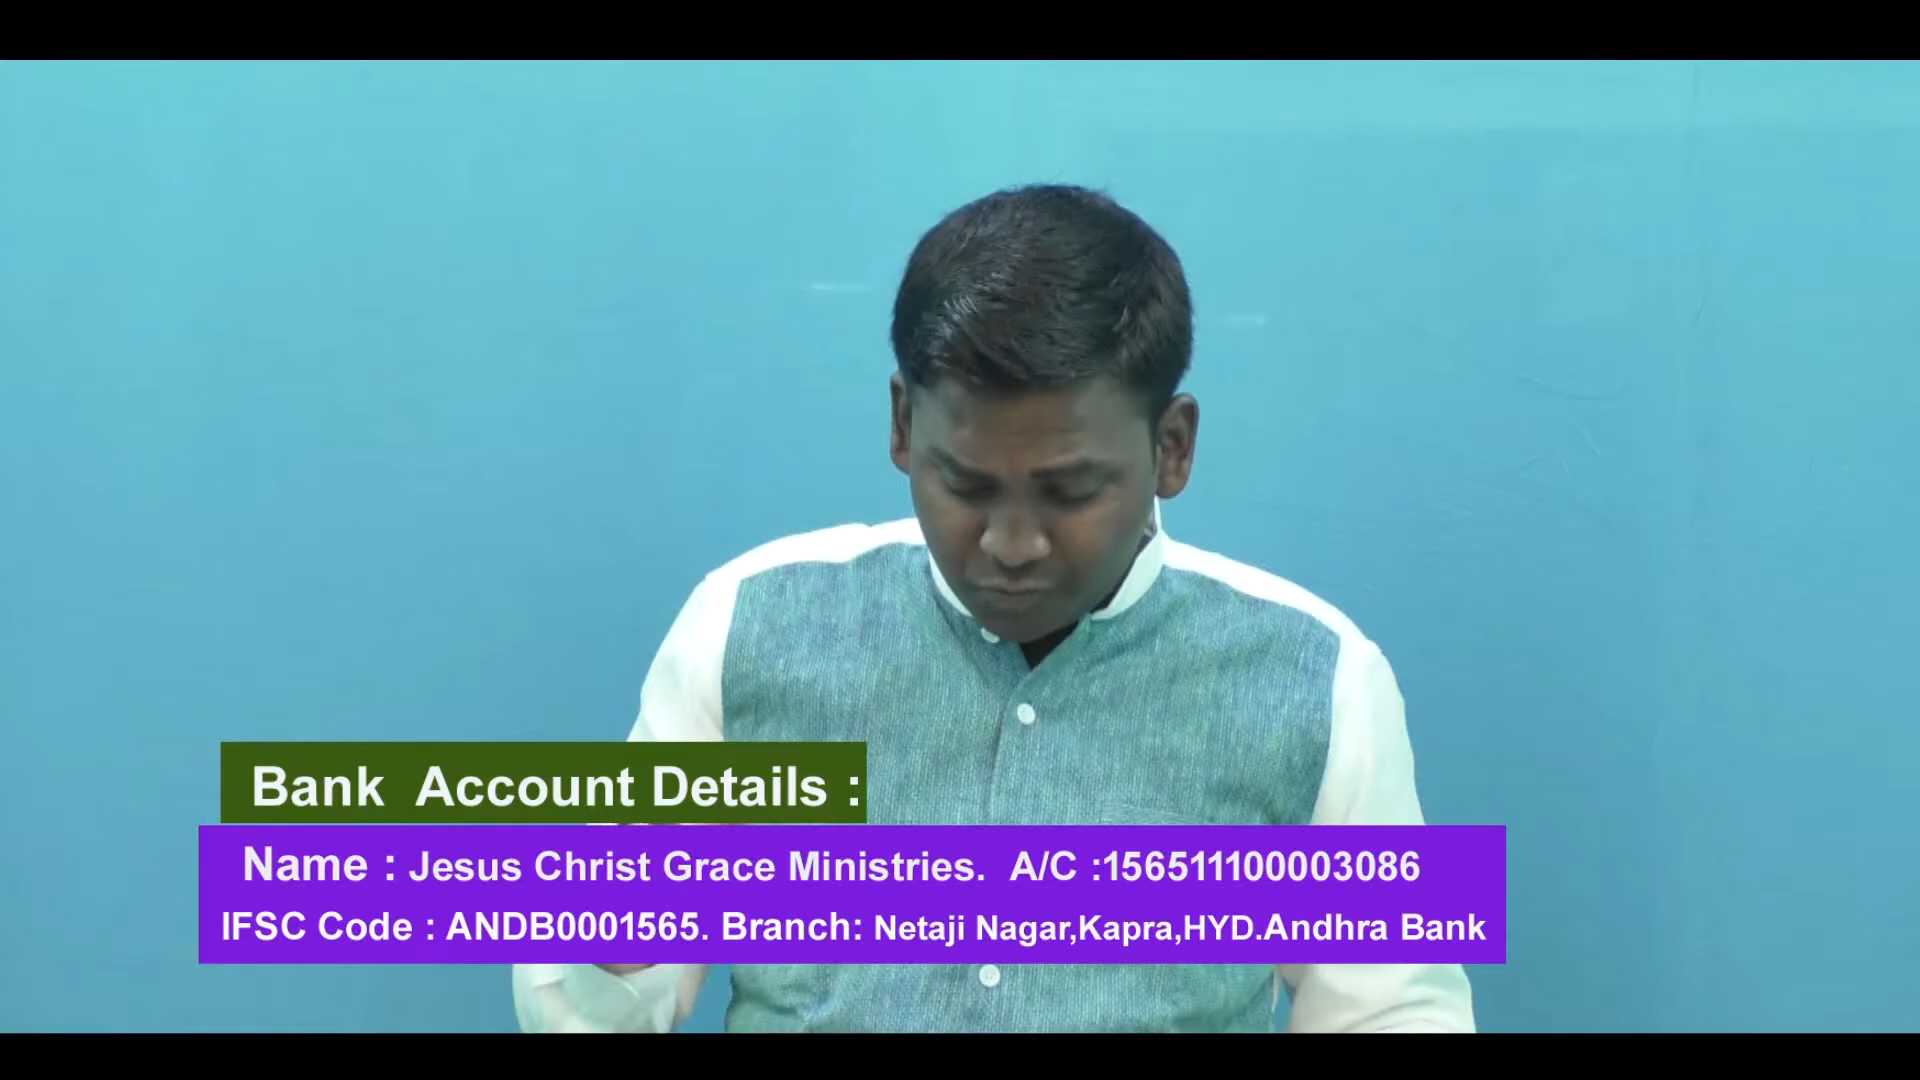 Bank Account Details :
Name : Jesus Christ Grace Ministries. A/C :156511100003086
IFSC Code : ANDB0001565. Branch: Netaji Nagar,Kapra,HYD.Andhra Bank